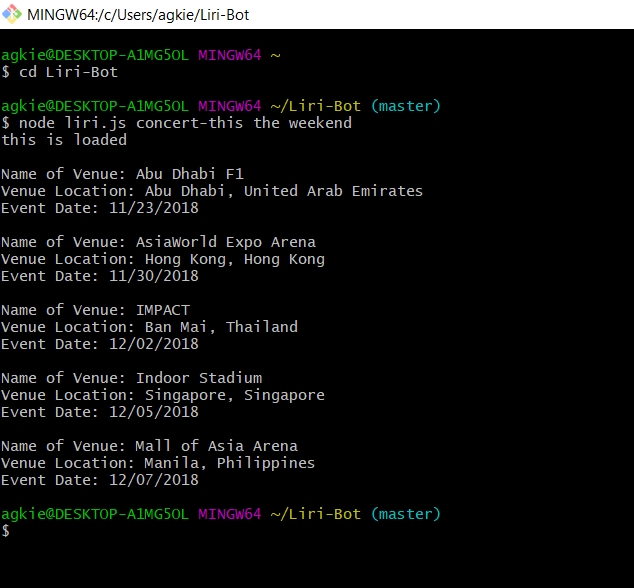 MINGW64:/c/Users/agkie/Liri-Bot
agkie@DESKTOP-A1MG5OL MINGW64 ~
$ cd Liri-Bot
agkie@DESKTOP-A1MG5OL MINGW64 ~/Liri-Bot (master)
$ node liri.js concert-this the weekend
this is loaded
Name of Venue: Abu Dhabi F1
Venue Location: Abu Dhabi, United Arab Emirates
Event Date: 11/23/2018
Name of Venue: AsiaWorld Expo Arena
Venue Location: Hong Kong, Hong Kong
Event Date: 11/30/2018
Name of Venue: IMPACT
Venue Location: Ban Mai, Thailand
Event Date: 12/02/2018
Name of Venue: Indoor Stadium
Venue Location: Singapore, Singapore
Event Date: 12/05/2018
Name of Venue: Mall of Asia Arena
Venue Location: Manila, Philippines
Event Date: 12/07/2018
agkie@DESKTOP-A1MG5OL MINGW64 ~/Liri-Bot (master)
$